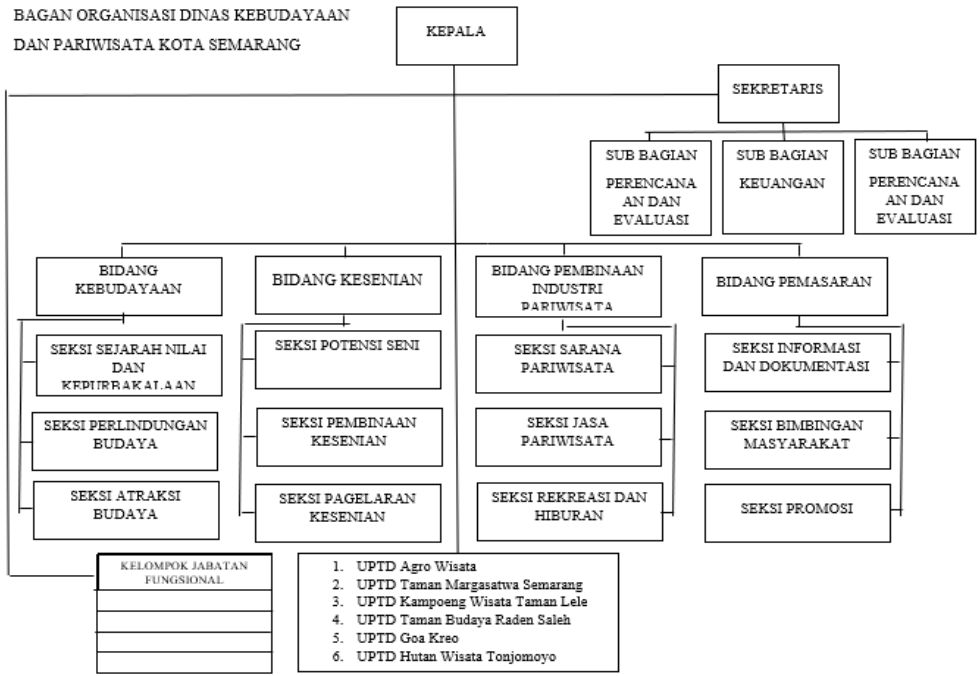 BAGAN ORGANISASI DINAS KEBUDAYAAN
DAN PARIWISATA KOTA SEMARANG
KEPALA
SEKRETARIS
SUB BAGIAN
PERENCANA
AN DAN
EVALUASI
SUB BAGIAN
KEUANGAN
SUB BAGIAN
PERENCANA
AN DAN
EVALUASI
BIDANG
KEBUDAYAAN
BIDANG KESENIAN
BIDANG PEMBINAAN
INDUSTRI
PARIWISATA
BIDANG PEMASARAN
SEKSI SEJARAH NILAI
DAN
KEPURBAKALAAN
SEKSI POTENSI SENI
SEKSI SARANA
PARIWISATA
SEKSI INFORMASI
DAN DOKUMENTASI
SEKSI PERLINDUNGAN
BUDAYA
SEKSI PEMBINAAN
KESENIAN
SEKSI JASA
PARIWISATA
SEKSI BIMBINGAN
MASYARAKAT
SEKSI ATRAKSI
BUDAYA
SEKSI PAGELARAN
KESENIAN
SEKSI REKREASI DAN
HIBURAN
SEKSI PROMOSI
KELOMPOK JABATAN
FUNGSIONAL
1. UPTD Agro Wisata
2. UPTD Taman Margasatwa Semarang
3. UPTD Kampoeng Wisata Taman Lele
4. UPTD Taman Budaya Raden Saleh
5. UPTD Goa Kreo
6. UPTD Hutan Wisata Tonjomoyo